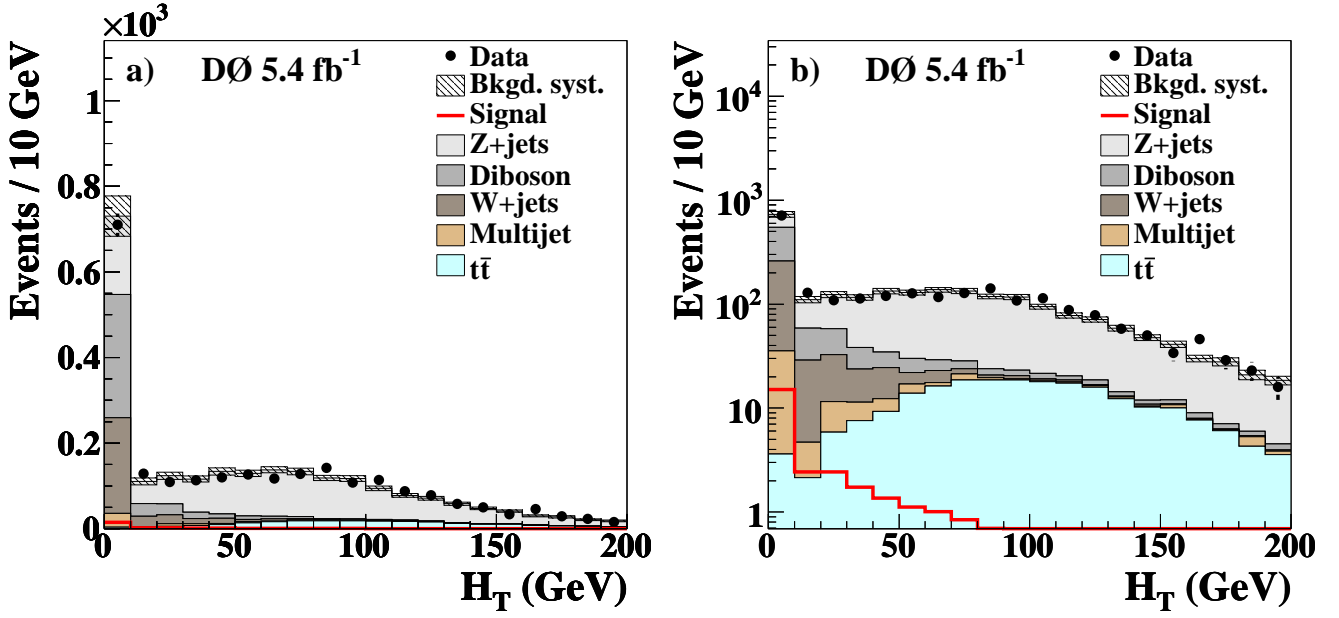 ×10³
Events / 10 GeV
a) DØ 5.4 fb⁻¹
Data
Bkgd. syst.
Signal
Z+jets
Diboson
W+jets
Multijet
tt̄
1
0.8
0.6
0.4
0.2
0
0 50 100 150 200
H_T (GeV)
Events / 10 GeV
b) DØ 5.4 fb⁻¹
Data
Bkgd. syst.
Signal
Z+jets
Diboson
W+jets
Multijet
tt̄
10⁴
10³
10²
10
1
0 50 100 150 200
H_T (GeV)